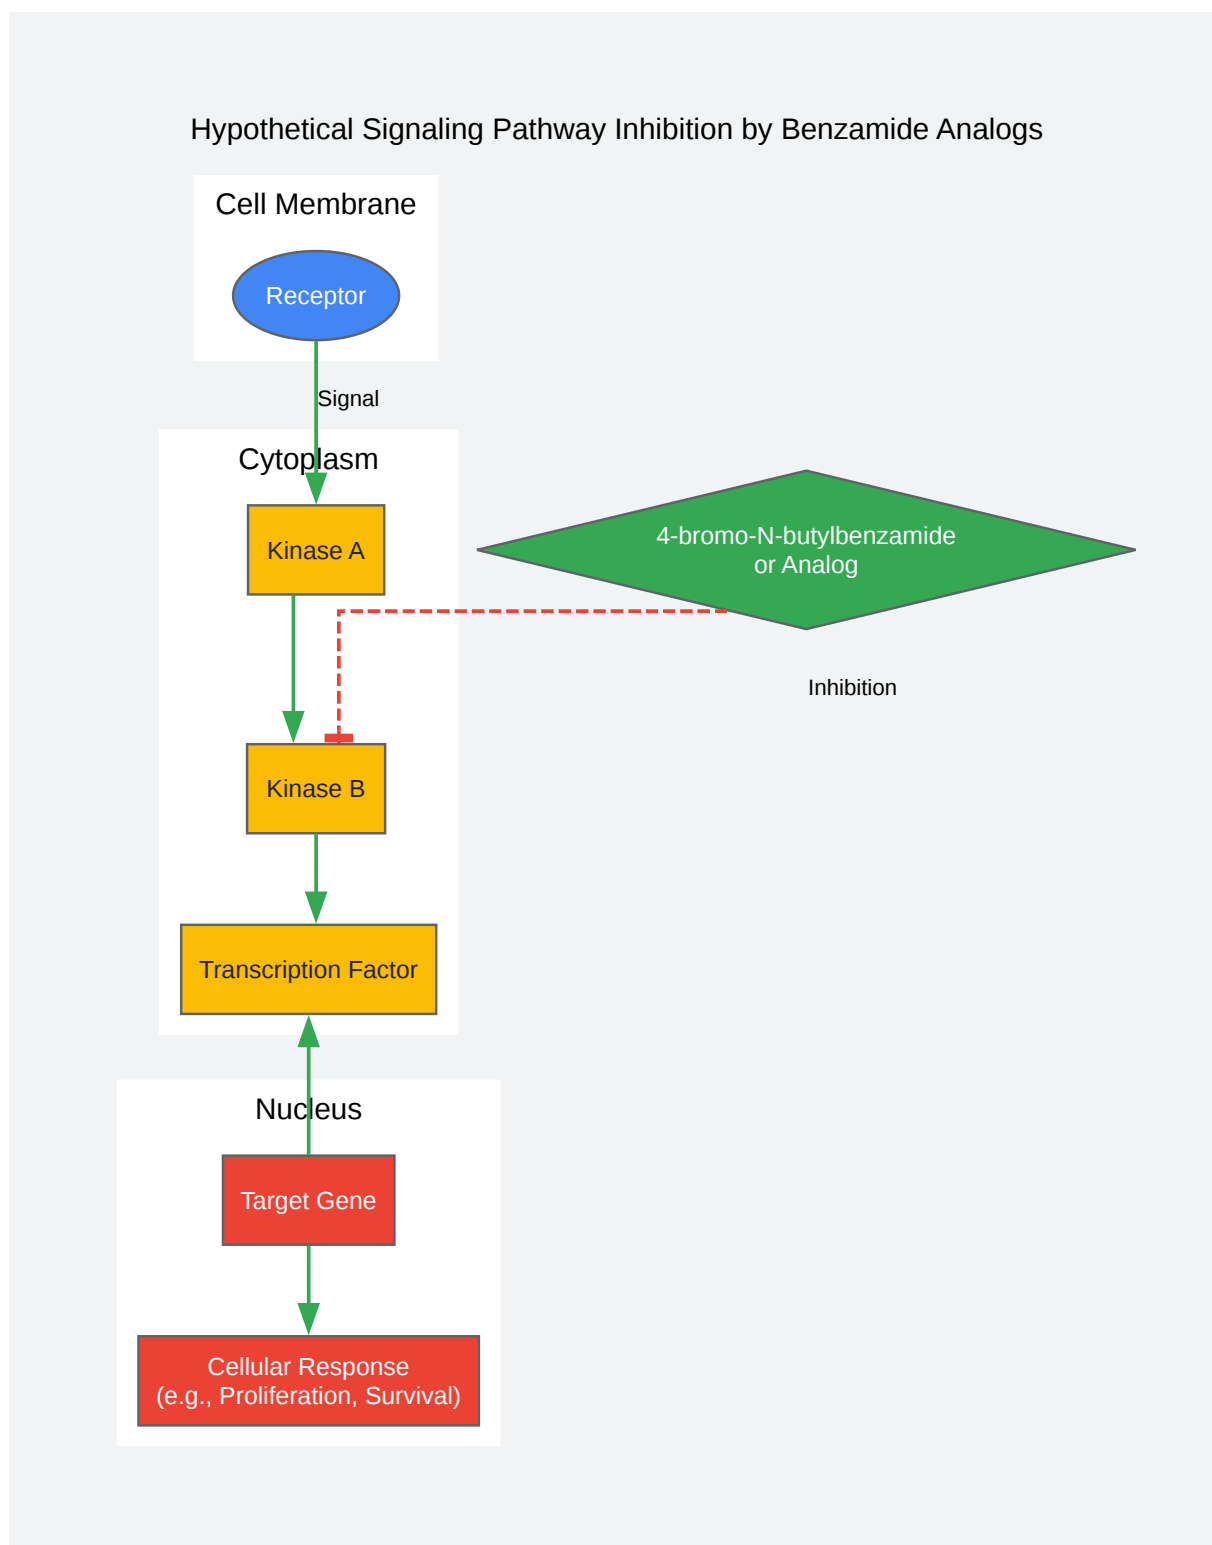 Hypothetical Signaling Pathway Inhibition by Benzamide Analogs
Cell Membrane
Receptor
Signal
Cytoplasm
Kinase A
4-bromo-N-butylbenzamide
or Analog
Inhibition
Kinase B
Transcription Factor
Nucleus
Target Gene
Cellular Response
(e.g., Proliferation, Survival)